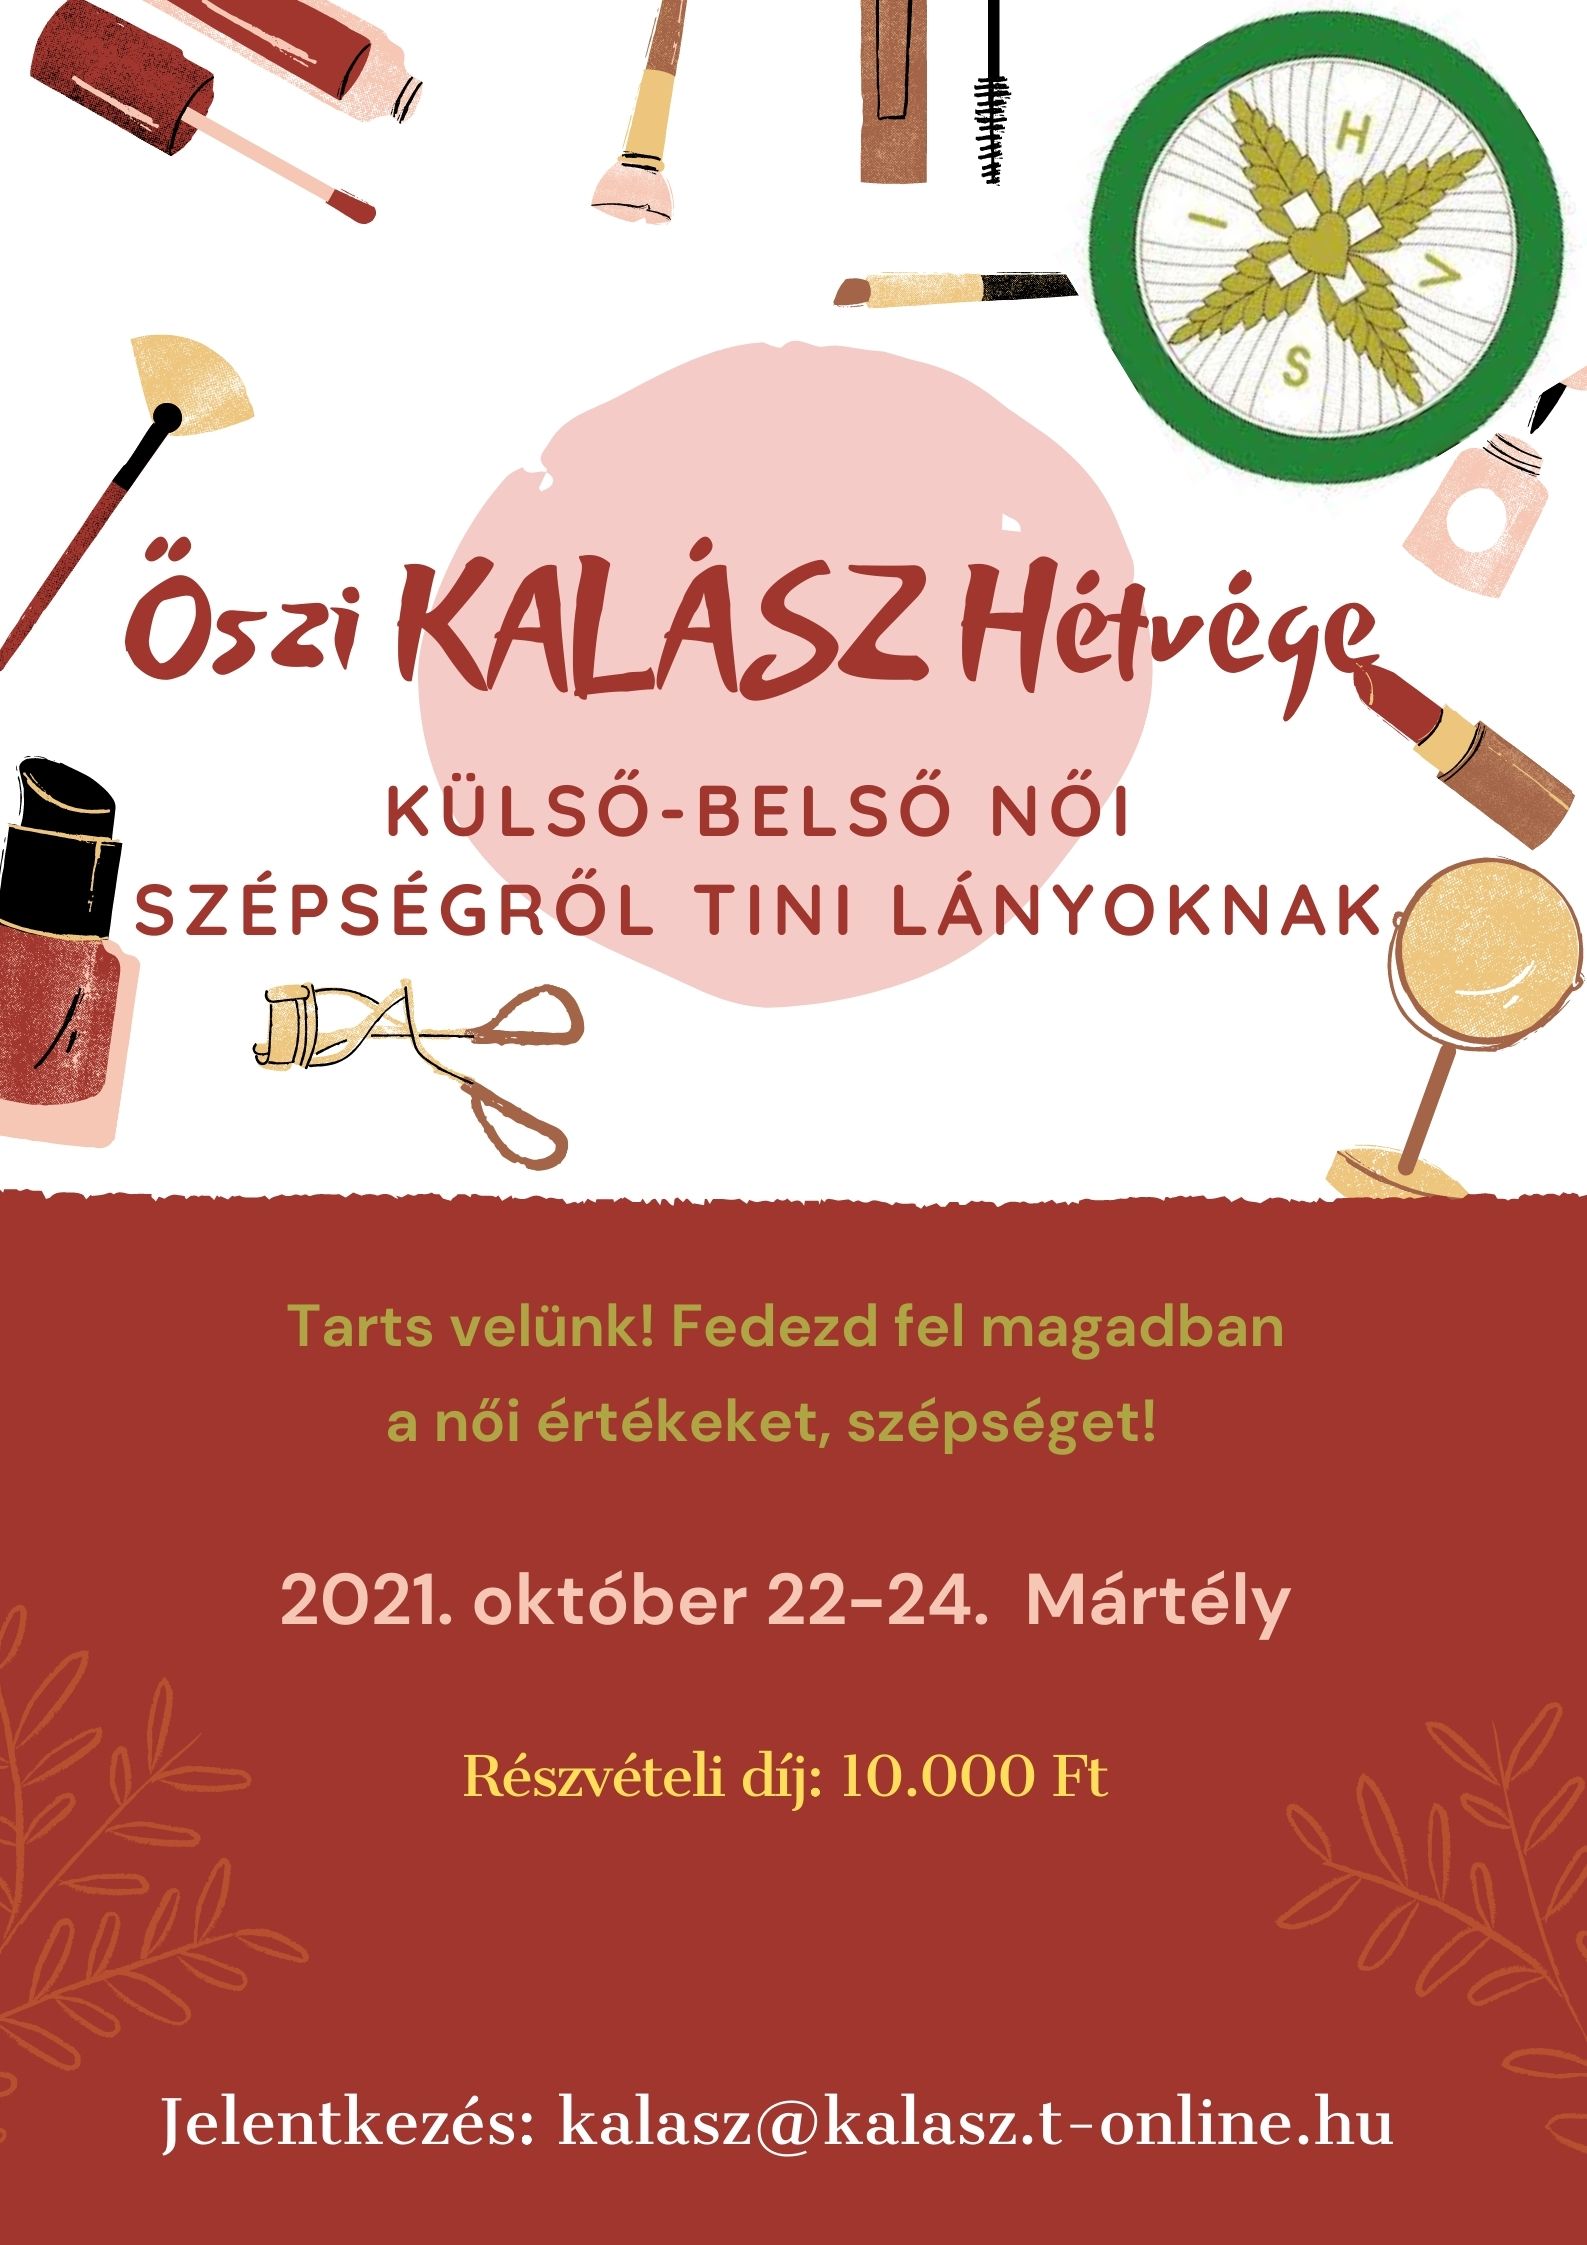 H
I
V
S
Őszi KALÁSZ Hétvége
KÜLSŐ-BELSŐ NŐI
SZÉPSÉGRŐL TINI LÁNYOKNAK
Tarts velünk! Fedezd fel magadban
a női értékeket, szépséget!
2021. október 22-24. Mártély
Részvételi díj: 10.000 Ft
Jelentkezés: kalasz@kalasz.t-online.hu